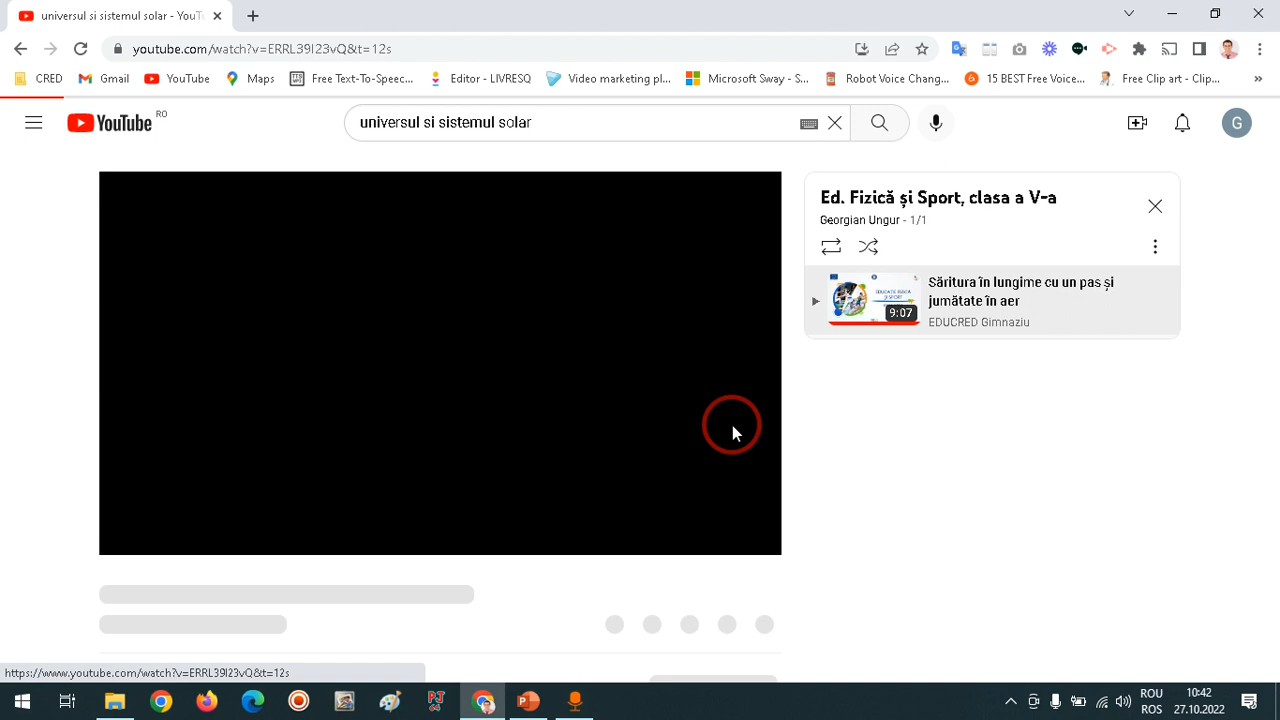 universul si sistemul solar - YouT
youtube.com/watch?v=ERRL39I23vQ&t=12s
CRED
Gmail
YouTube
Maps
Free Text-To-Speec...
Editor - LIVRESQ
Video marketing pl...
Microsoft Sway - S...
Robot Voice Chang...
15 BEST Free Voice...
Free Clip art - Clip...
»
YouTube RO
universul si sistemul solar
G
Ed. Fizică și Sport, clasa a V-a
Georgian Ungur - 1/1
Săritura în lungime cu un pas și
jumătate în aer
9:07
EDUCRED Gimnaziu
https://www.youtube.com/watch?v=ERRL39I23vQ&t=12s
ROU
ROS
10:42
27.10.2022